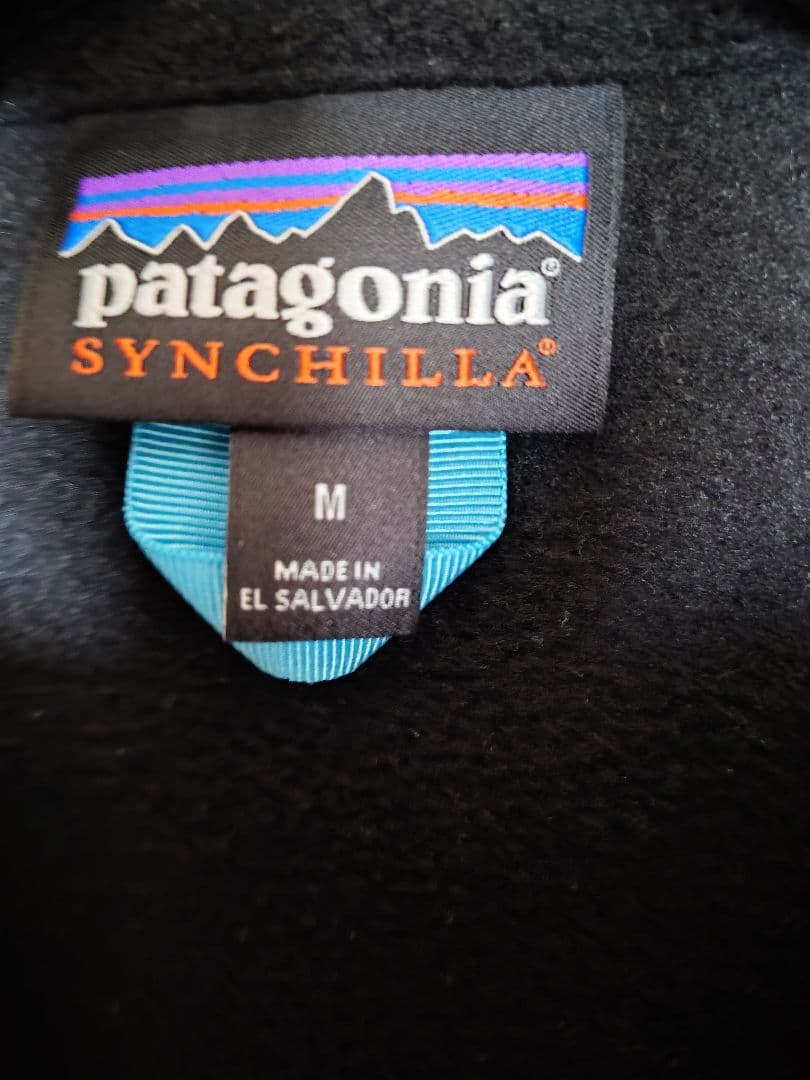 patagonia®
SYNCHILLA®
M
MADE IN
EL SALVADOR